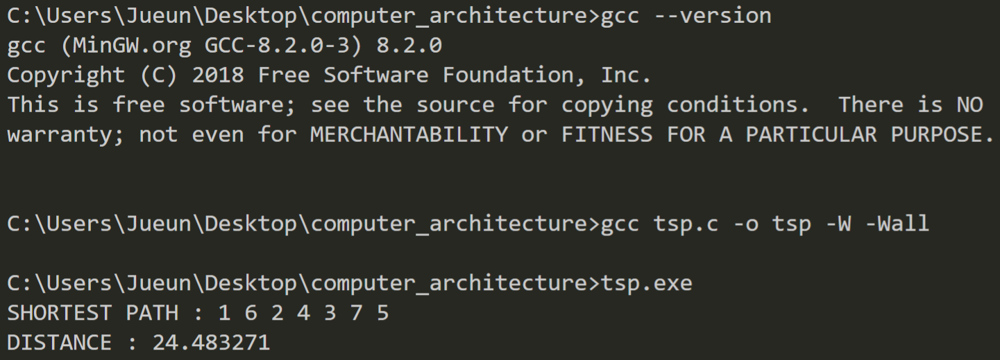 C:\Users\Jueun\Desktop\computer_architecture>gcc --version
gcc (MinGW.org GCC-8.2.0-3) 8.2.0
Copyright (C) 2018 Free Software Foundation, Inc.
This is free software; see the source for copying conditions.  There is NO
warranty; not even for MERCHANTABILITY or FITNESS FOR A PARTICULAR PURPOSE.
C:\Users\Jueun\Desktop\computer_architecture>gcc tsp.c -o tsp -W -Wall
C:\Users\Jueun\Desktop\computer_architecture>tsp.exe
SHORTEST PATH : 1 6 2 4 3 7 5
DISTANCE : 24.483271